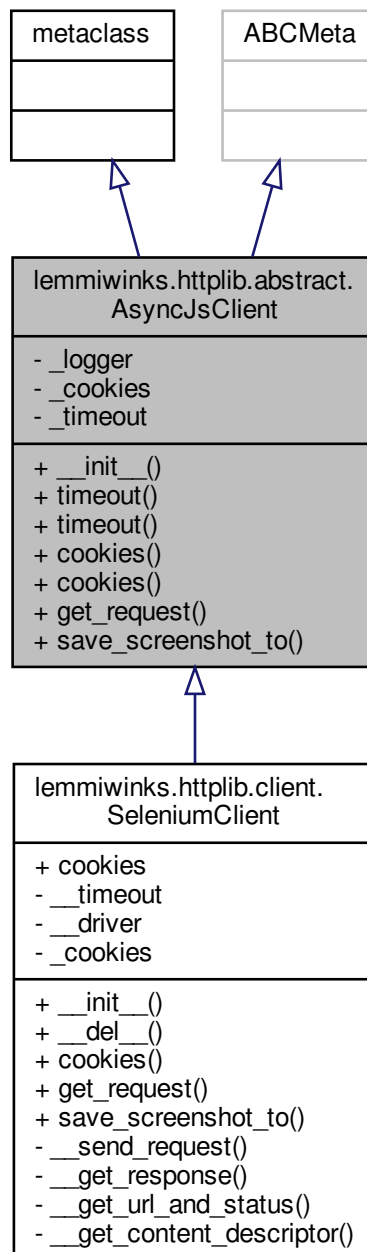 metaclass
ABCMeta
lemmiwinks.httplib.abstract.
AsyncJsClient
- _logger
- _cookies
- _timeout
+ __init__()
+ timeout()
+ timeout()
+ cookies()
+ cookies()
+ get_request()
+ save_screenshot_to()
lemmiwinks.httplib.client.
SeleniumClient
+ cookies
- __timeout
- __driver
- _cookies
+ __init__()
+ __del__()
+ cookies()
+ get_request()
+ save_screenshot_to()
- __send_request()
- __get_response()
- __get_url_and_status()
- __get_content_descriptor()